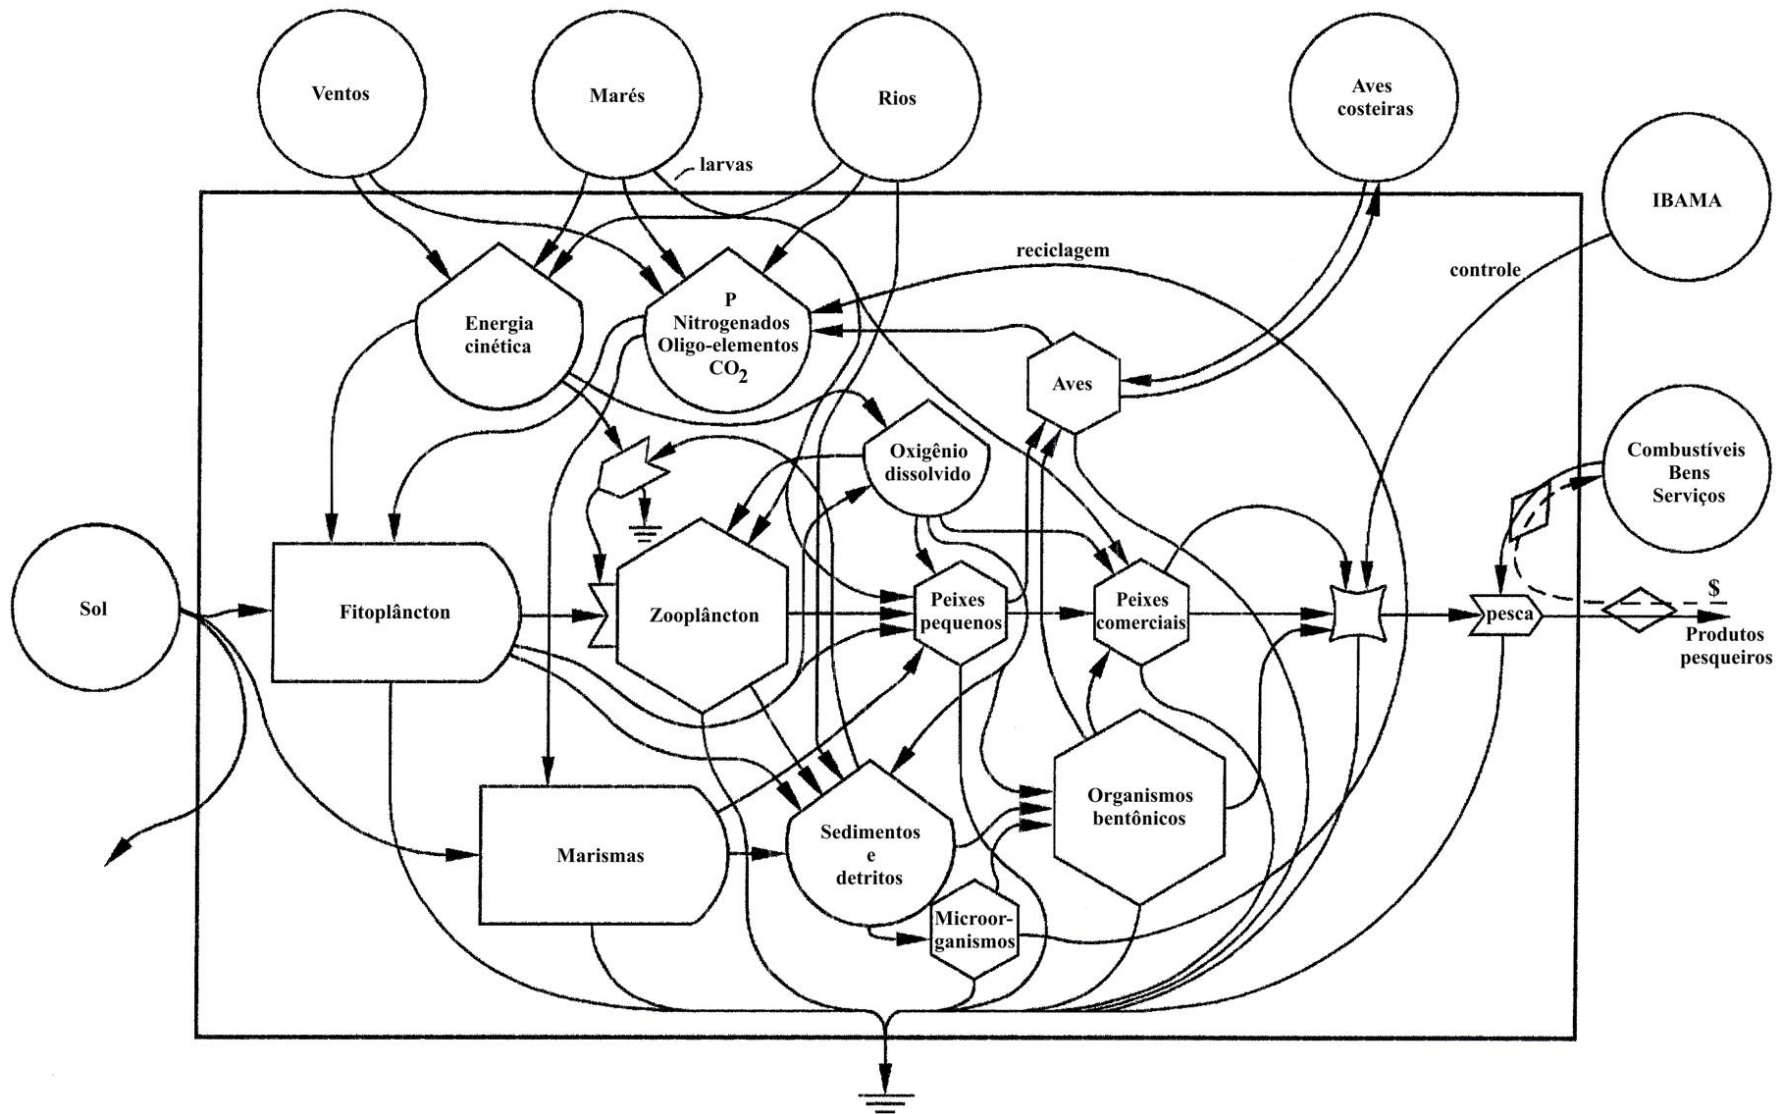 Ventos
Marés
Rios
Aves
costeiras
larvas
IBAMA
reciclagem
controle
P
Nitrogenados
Oligo-elementos
CO2
Energia
cinética
Aves
Oxigênio
dissolvido
Combustíveis
Bens
Serviços
Sol
Fitoplâncton
Zooplâncton
Peixes
pequenos
Peixes
comerciais
pesca
$
Produtos
pesqueiros
Organismos
bentônicos
Marismas
Sedimentos
e
detritos
Microor-
ganismos